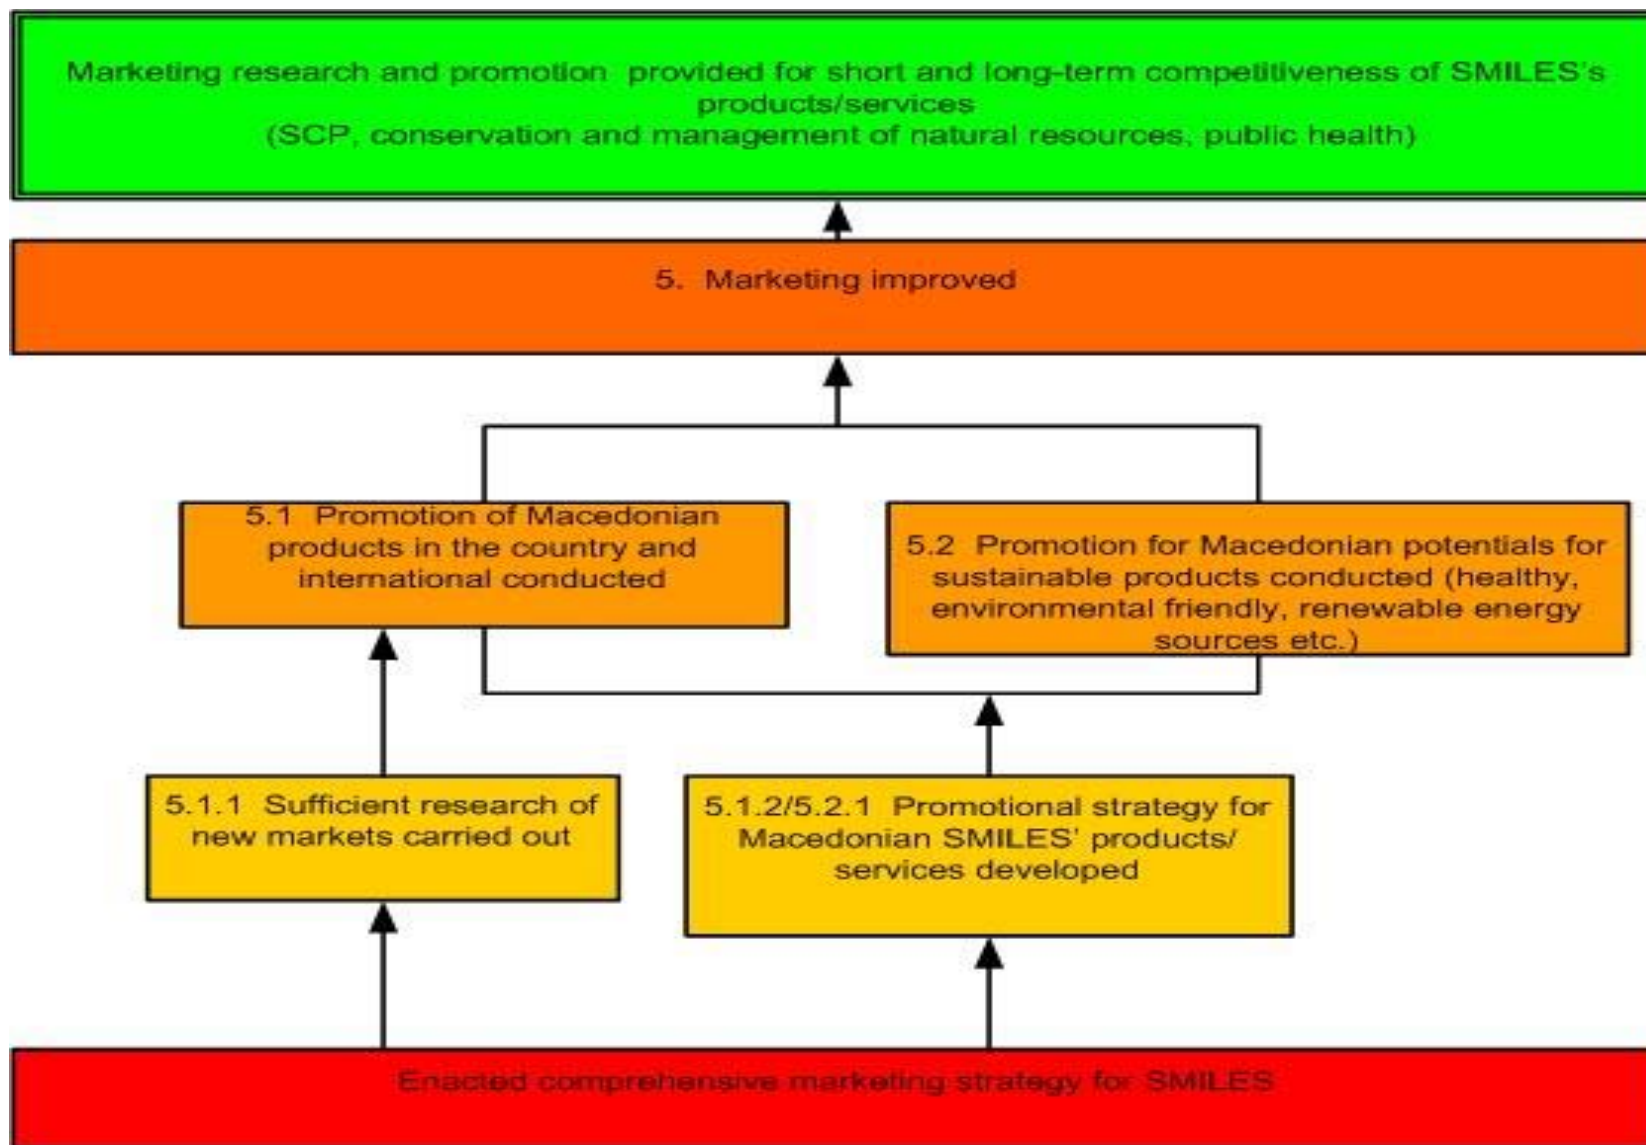 Marketing research and promotion provided for short and long-term competitiveness of SMILES's
products/services
(SCP, conservation and management of natural resources, public health)
5. Marketing improved
5.1 Promotion of Macedonian
products in the country and
international conducted
5.2 Promotion for Macedonian potentials for
sustainable products conducted (healthy,
environmental friendly, renewable energy
sources etc.)
5.1.1 Sufficient research of
new markets carried out
5.1.2/5.2.1 Promotional strategy for
Macedonian SMILES' products/
services developed
Enacted comprehensive marketing strategy for SMILES